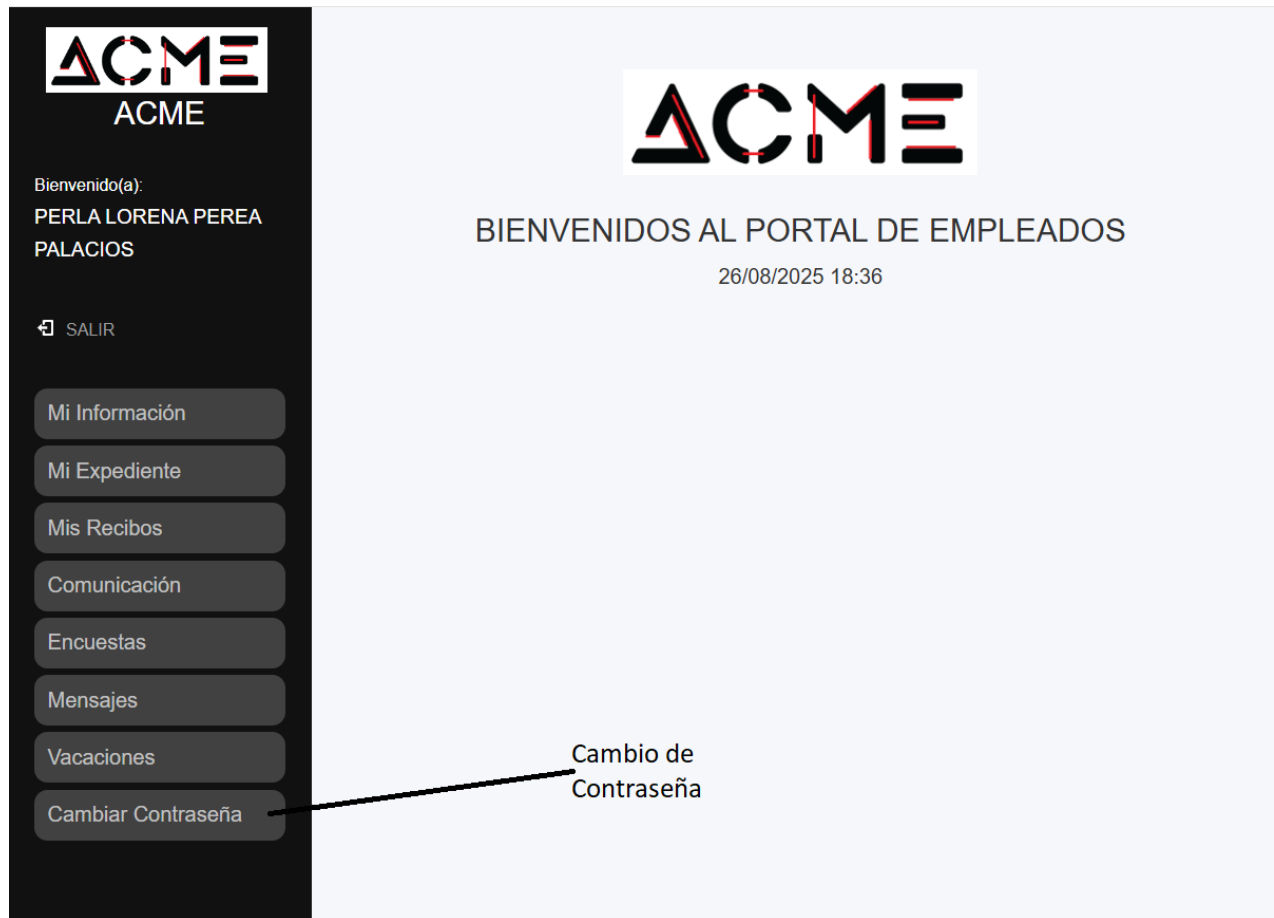 ACME
ACME
Bienvenido(a):
PERLA LORENA PEREA
PALACIOS
SALIR
Mi Información
Mi Expediente
Mis Recibos
Comunicación
Encuestas
Mensajes
Vacaciones
Cambiar Contraseña
ACME
BIENVENIDOS AL PORTAL DE EMPLEADOS
26/08/2025 18:36
Cambio de
Contraseña